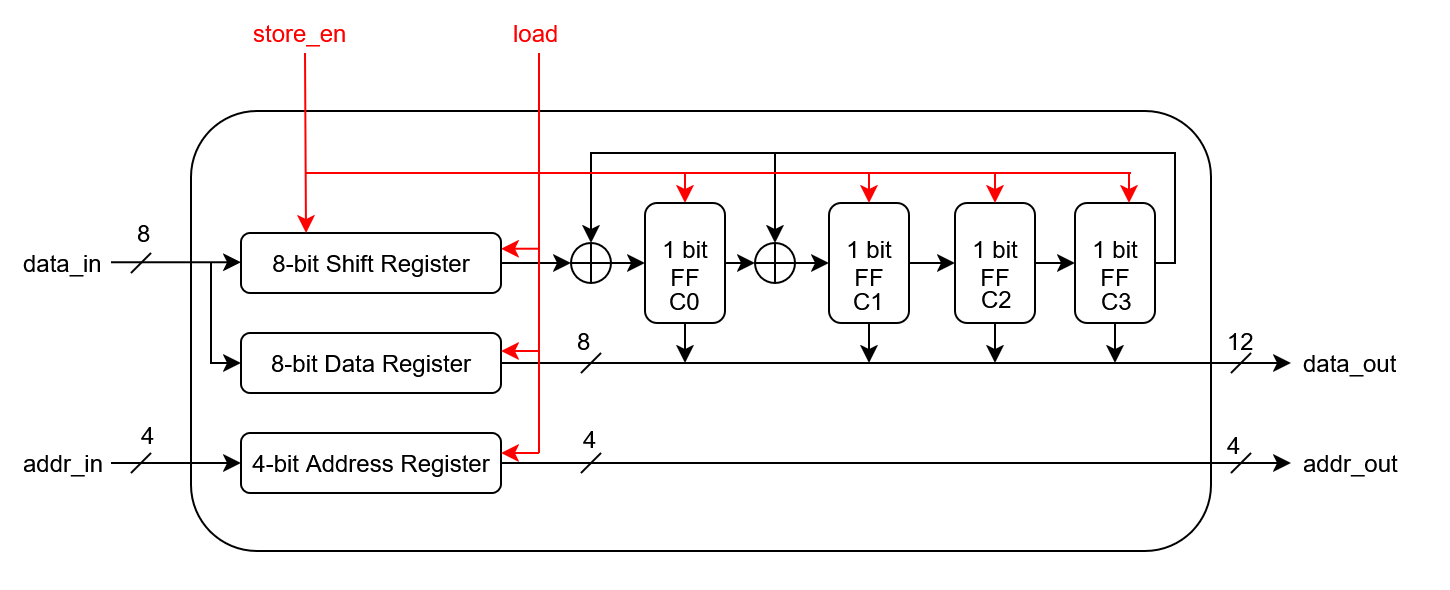 store_en
load
8
data_in
8-bit Shift Register
1 bit
FF
C0
1 bit
FF
C1
1 bit
FF
C2
1 bit
FF
C3
8-bit Data Register
8
12
data_out
4
addr_in
4-bit Address Register
4
4
addr_out